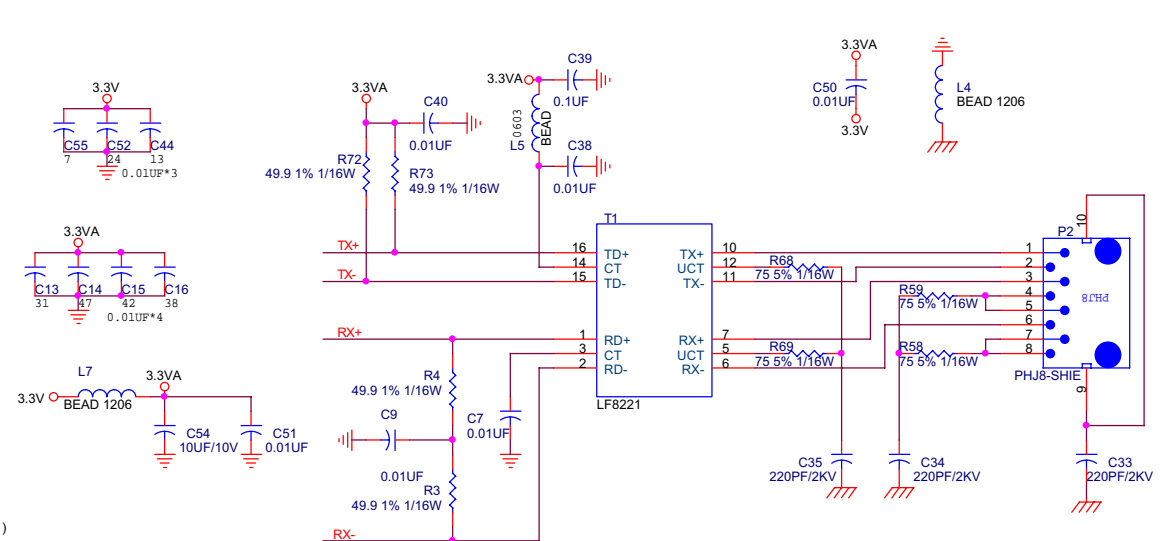 3.3V
C55
C52
C44
7
24
13
0.01UF*3
3.3VA
C13
C14
C15
C16
31
47
42
38
0.01UF*4
L7
3.3VA
3.3V
BEAD 1206
C54
10UF/10V
C51
0.01UF
)
3.3VA
C40
0.01UF
R72
49.9 1% 1/16W
R73
49.9 1% 1/16W
3.3VA
C39
0.1UF
L5
0603
BEAD
C38
0.01UF
TX+
TX-
RX+
RX-
R4
49.9 1% 1/16W
C9
0.01UF
R3
49.9 1% 1/16W
C7
0.01UF
T1
16 TD+ TX+ 10
14 CT UCT 12
15 TD- TX- 11
1 RD+ RX+ 7
3 CT UCT 5
2 RD- RX- 6
LF8221
R68
75 5% 1/16W
R69
75 5% 1/16W
R59
75 5% 1/16W
R58
75 5% 1/16W
3.3VA
C50
0.01UF
3.3V
L4
BEAD 1206
P2
10
1
2
3
4
5
6
7
8
PHJ8
PHJ8-SHIE
9
C35
220PF/2KV
C34
220PF/2KV
C33
220PF/2KV